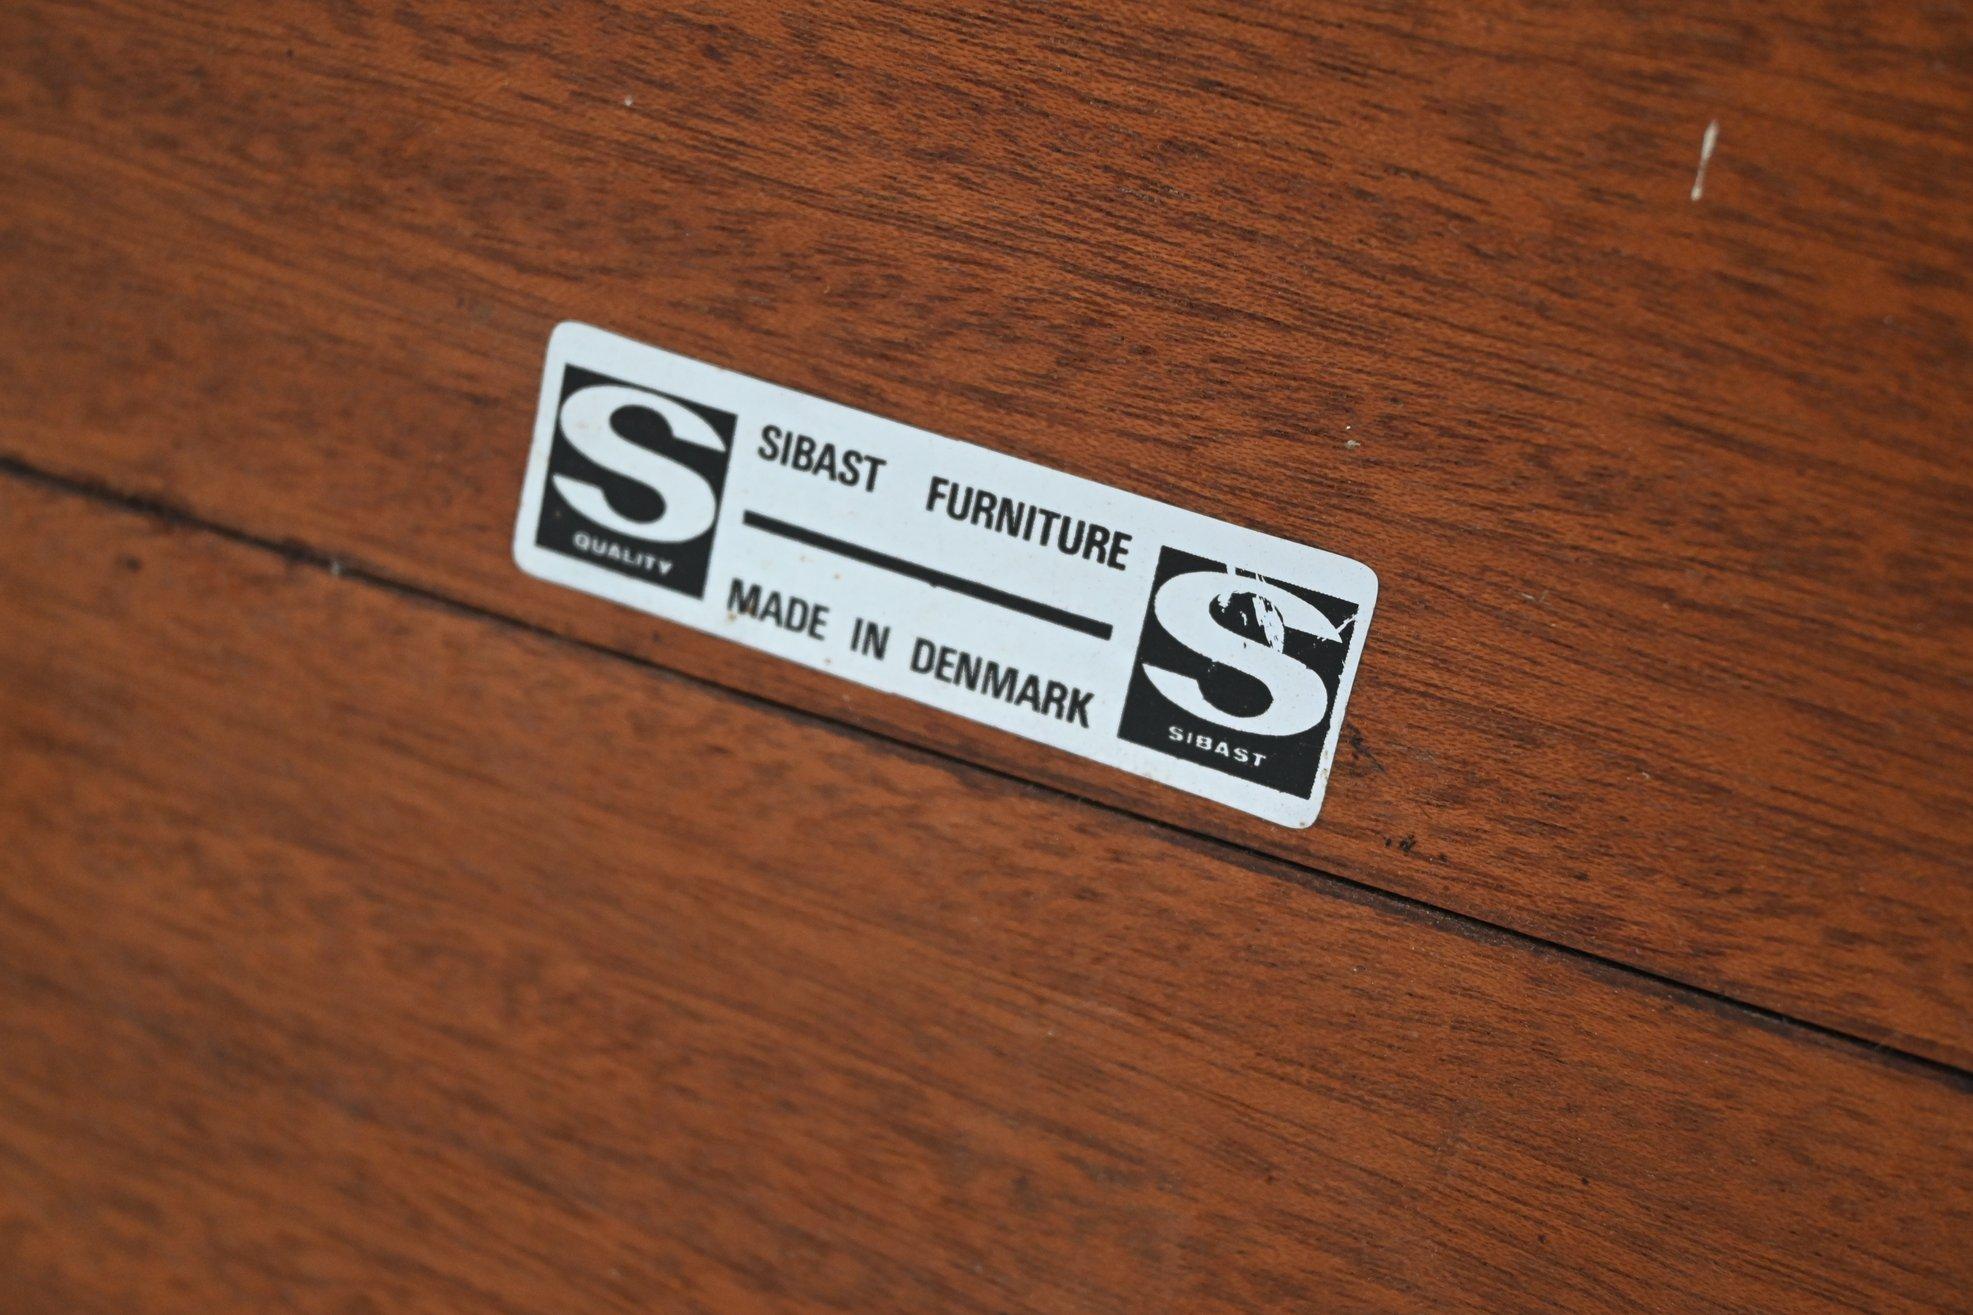 S
QUALITY
SIBAST FURNITURE
MADE IN DENMARK
S
SIBAST